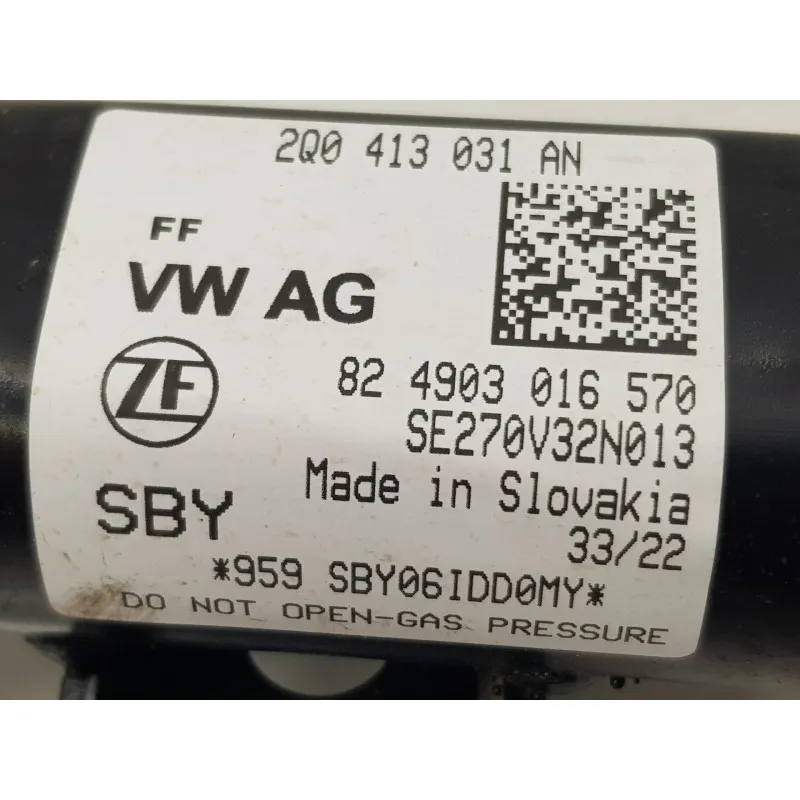 2Q0 413 031 AN
FF
VW AG
ZF
82 4903 016 570
SE270V32N013
Made in Slovakia
SBY
33/22
*959 SBY06IDD0MY*
DO NOT OPEN-GAS PRESSURE